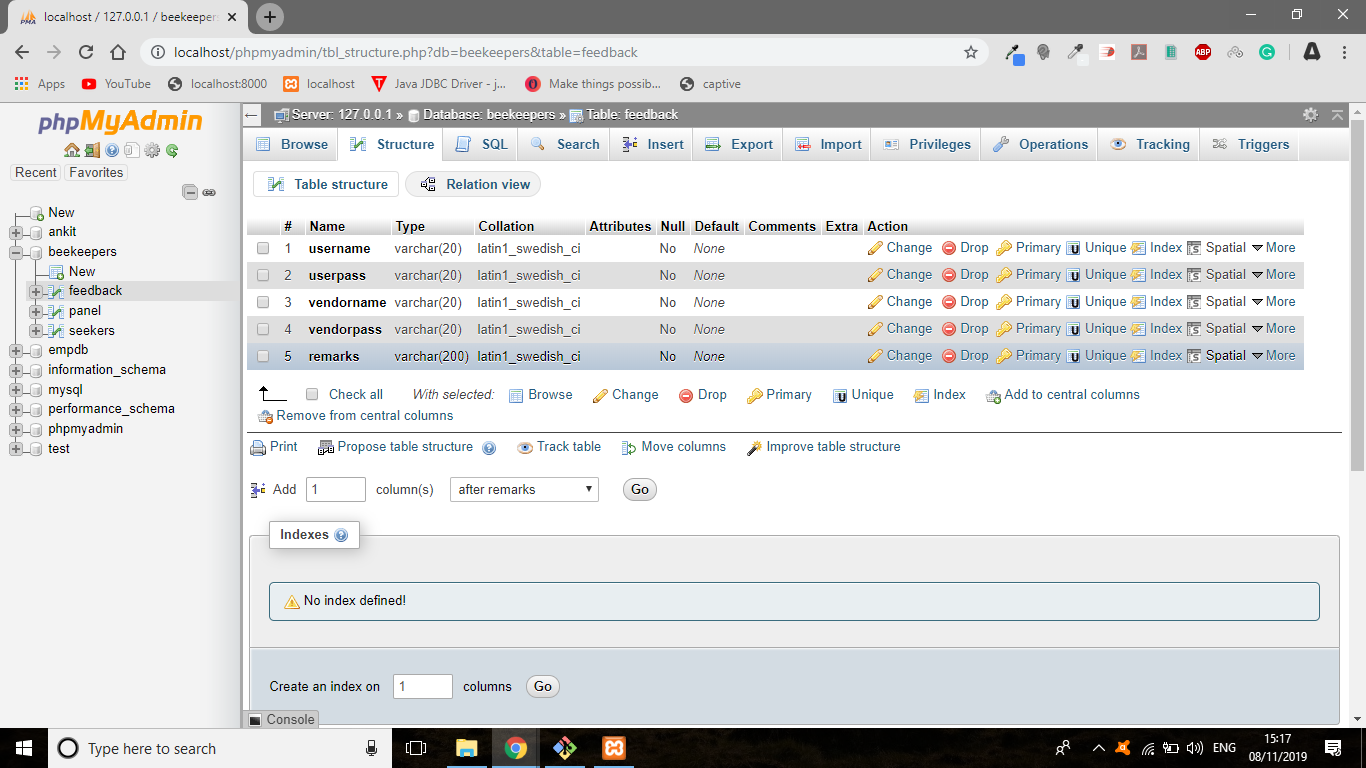 localhost / 127.0.0.1 / beekeepers
localhost/phpmyadmin/tbl_structure.php?db=beekeepers&table=feedback
Apps YouTube localhost:8000 localhost Java JDBC Driver - j... Make things possib... captive
phpMyAdmin
Recent Favorites
New
ankit
beekeepers
New
feedback
panel
seekers
empdb
information_schema
mysql
performance_schema
phpmyadmin
test
Server: 127.0.0.1 » Database: beekeepers » Table: feedback
Browse Structure SQL Search Insert Export Import Privileges Operations Tracking Triggers
Table structure Relation view
# Name Type Collation Attributes Null Default Comments Extra Action
1 username varchar(20) latin1_swedish_ci No None Change Drop Primary Unique Index Spatial More
2 userpass varchar(20) latin1_swedish_ci No None Change Drop Primary Unique Index Spatial More
3 vendorname varchar(20) latin1_swedish_ci No None Change Drop Primary Unique Index Spatial More
4 vendorpass varchar(20) latin1_swedish_ci No None Change Drop Primary Unique Index Spatial More
5 remarks varchar(200) latin1_swedish_ci No None Change Drop Primary Unique Index Spatial More
Check all With selected: Browse Change Drop Primary Unique Index Add to central columns
Remove from central columns
Print Propose table structure Track table Move columns Improve table structure
Add 1 column(s) after remarks Go
Indexes
No index defined!
Create an index on 1 columns Go
Console
Type here to search
ENG
15:17
08/11/2019